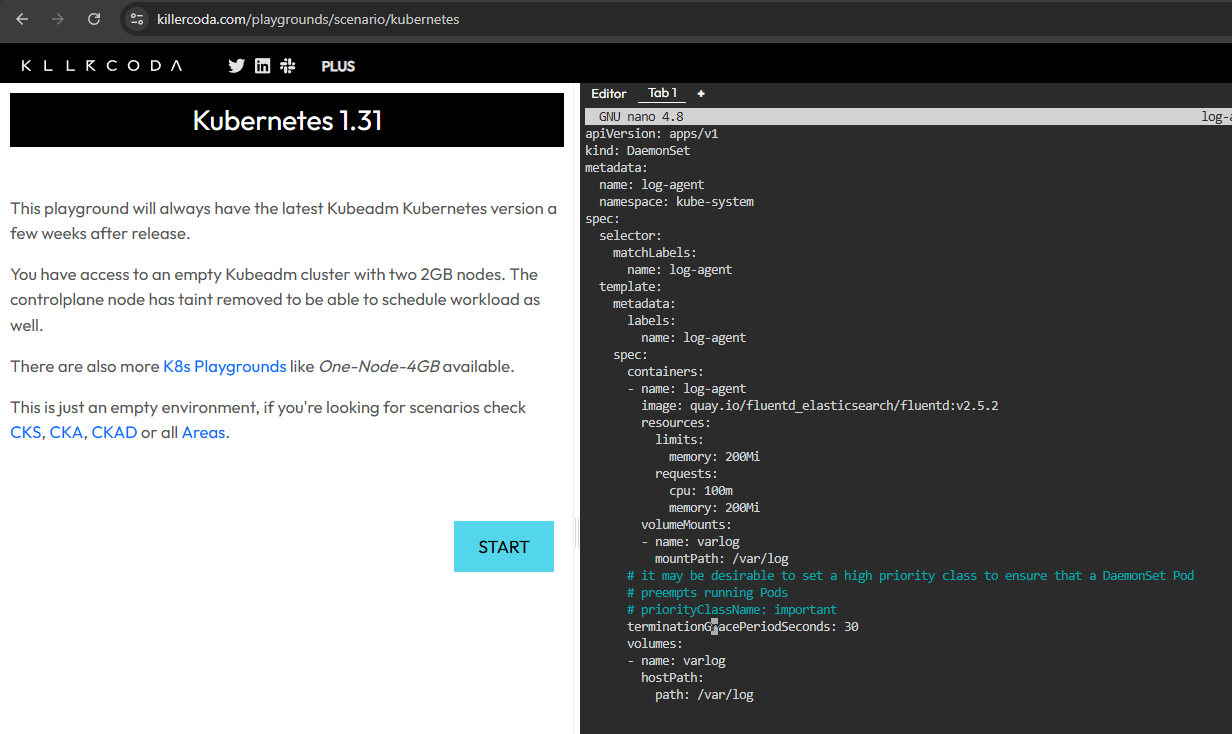 killercoda.com/playgrounds/scenario/kubernetes
KLLRCODA
PLUS
Kubernetes 1.31
This playground will always have the latest Kubeadm Kubernetes version a
few weeks after release.
You have access to an empty Kubeadm cluster with two 2GB nodes. The
controlplane node has taint removed to be able to schedule workload as
well.
There are also more K8s Playgrounds like One-Node-4GB available.
This is just an empty environment, if you're looking for scenarios check
CKS, CKA, CKAD or all Areas.
START
Editor
Tab 1
+
GNU nano 4.8
log-a
apiVersion: apps/v1
kind: DaemonSet
metadata:
  name: log-agent
  namespace: kube-system
spec:
  selector:
    matchLabels:
      name: log-agent
  template:
    metadata:
      labels:
        name: log-agent
    spec:
      containers:
      - name: log-agent
        image: quay.io/fluentd_elasticsearch/fluentd:v2.5.2
        resources:
          limits:
            memory: 200Mi
          requests:
            cpu: 100m
            memory: 200Mi
        volumeMounts:
        - name: varlog
          mountPath: /var/log
      # it may be desirable to set a high priority class to ensure that a DaemonSet Pod
      # preempts running Pods
      # priorityClassName: important
      terminationGracePeriodSeconds: 30
      volumes:
      - name: varlog
        hostPath:
          path: /var/log